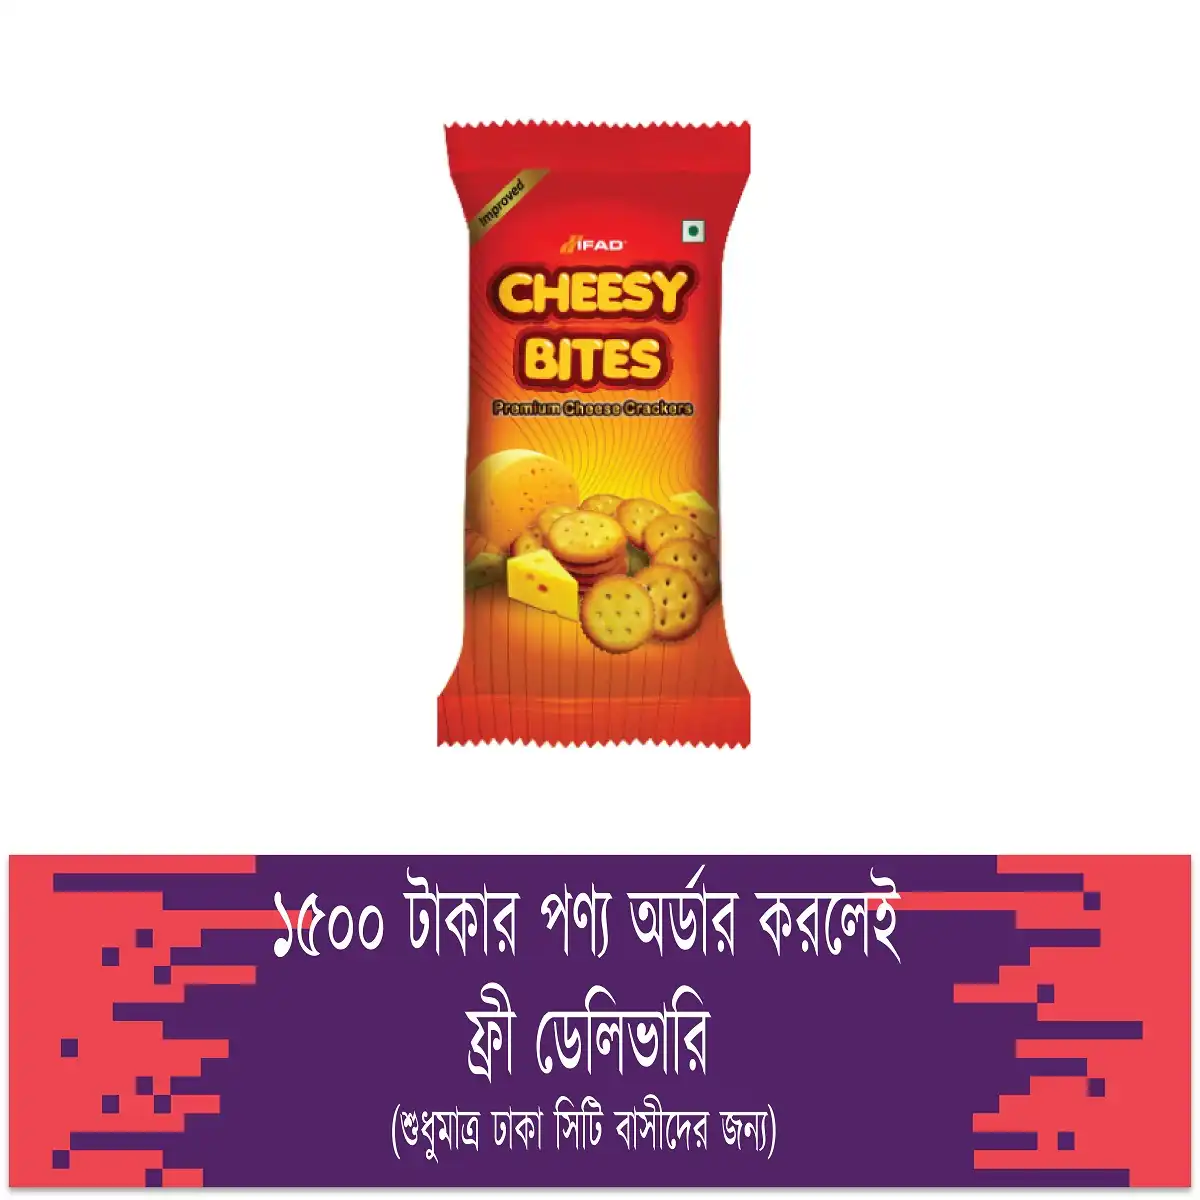 Improved
IFAD
CHEESY
BITES
Premium Cheese Crackers
১৫০০ টাকার পণ্য অর্ডার করলেই
ফ্রী ডেলিভারি
(শুধুমাত্র ঢাকা সিটি বাসীদের জন্য)